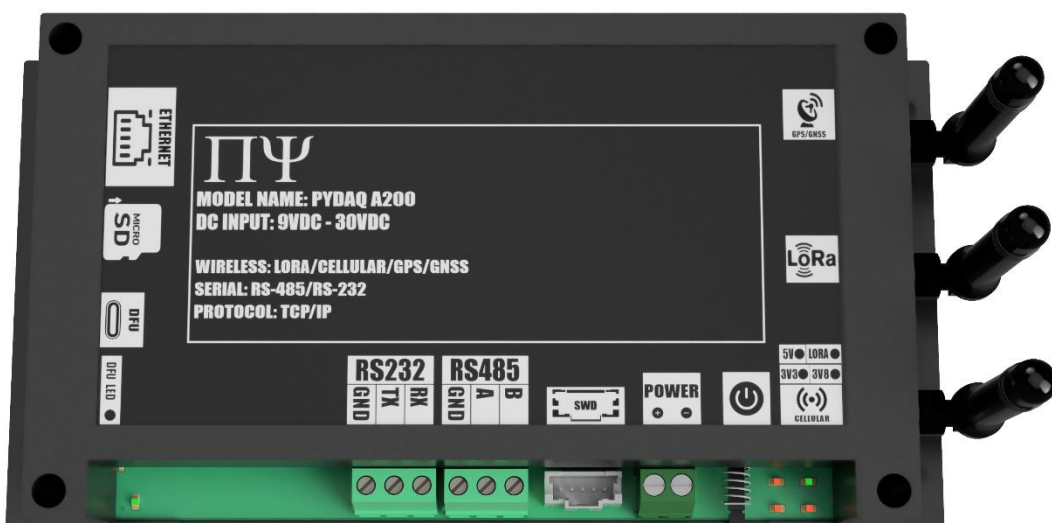 ETHERNET
MICRO
SD
DFU
DFU LED
ΠΨ
MODEL NAME: PYDAQ A200
DC INPUT: 9VDC - 30VDC
WIRELESS: LORA/CELLULAR/GPS/GNSS
SERIAL: RS-485/RS-232
PROTOCOL: TCP/IP
GPS/GNSS
LoRa
RS232
GND TX RX
RS485
GND A B
SWD
POWER
+ -
5V LORA
3V3 3V8
CELLULAR